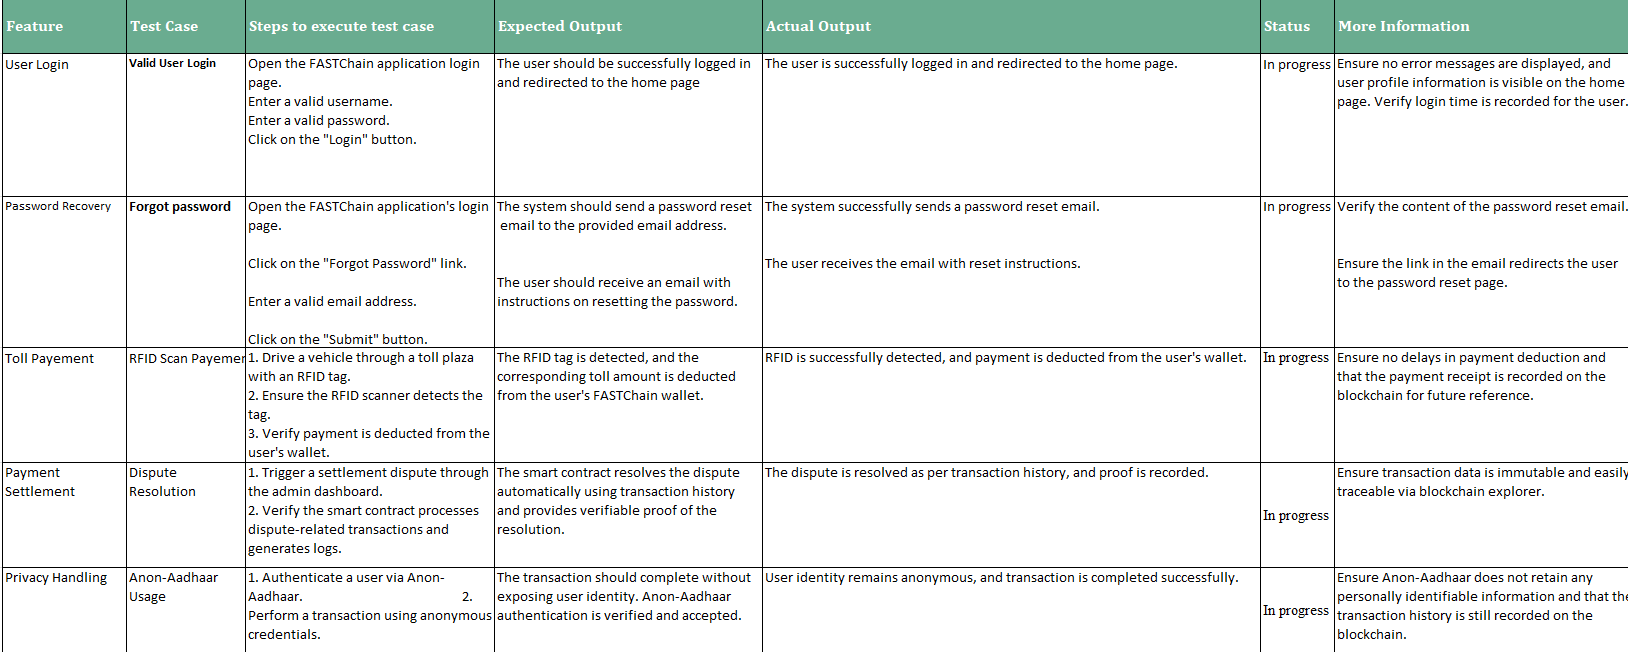 Feature Test Case Steps to execute test case Expected Output Actual Output Status More Information
User Login
Valid User Login
Open the FASTChain application login
page.
Enter a valid username.
Enter a valid password.
Click on the "Login" button.
The user should be successfully logged in
and redirected to the home page
The user is successfully logged in and redirected to the home page.
In progress
Ensure no error messages are displayed, and
user profile information is visible on the home
page. Verify login time is recorded for the user.
Password Recovery
Forgot password
Open the FASTChain application's login
page.
Click on the "Forgot Password" link.
Enter a valid email address.
Click on the "Submit" button.
The system should send a password reset
email to the provided email address.
The user should receive an email with
instructions on resetting the password.
The system successfully sends a password reset email.
The user receives the email with reset instructions.
In progress
Verify the content of the password reset email.
Ensure the link in the email redirects the user
to the password reset page.
Toll Payement
RFID Scan Payemer
1. Drive a vehicle through a toll plaza
with an RFID tag.
2. Ensure the RFID scanner detects the
tag.
3. Verify payment is deducted from the
user's wallet.
The RFID tag is detected, and the
corresponding toll amount is deducted
from the user's FASTChain wallet.
RFID is successfully detected, and payment is deducted from the user's wallet.
In progress
Ensure no delays in payment deduction and
that the payment receipt is recorded on the
blockchain for future reference.
Payment
Settlement
Dispute
Resolution
1. Trigger a settlement dispute through
the admin dashboard.
2. Verify the smart contract processes
dispute-related transactions and
generates logs.
The smart contract resolves the dispute
automatically using transaction history
and provides verifiable proof of the
resolution.
The dispute is resolved as per transaction history, and proof is recorded.
In progress
Ensure transaction data is immutable and easily
traceable via blockchain explorer.
Privacy Handling
Anon-Aadhaar
Usage
1. Authenticate a user via Anon-
Aadhaar. 2.
Perform a transaction using anonymous
credentials.
The transaction should complete without
exposing user identity. Anon-Aadhaar
authentication is verified and accepted.
User identity remains anonymous, and transaction is completed successfully.
In progress
Ensure Anon-Aadhaar does not retain any
personally identifiable information and that the
transaction history is still recorded on the
blockchain.